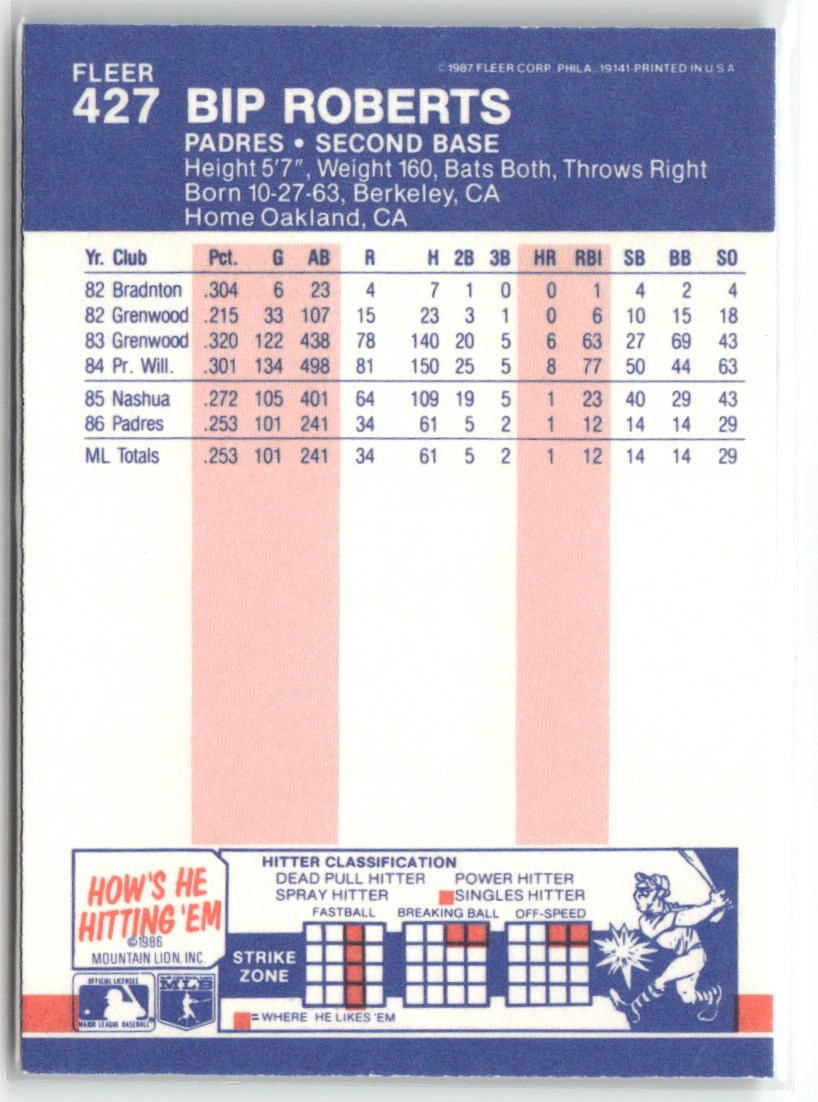 FLEER ©1987 FLEER CORP. PHILA. 19141-PRINTED IN U S A
427 BIP ROBERTS
PADRES • SECOND BASE
Height 5'7", Weight 160, Bats Both, Throws Right
Born 10-27-63, Berkeley, CA
Home Oakland, CA
Yr. Club Pct. G AB R H 2B 3B HR RBI SB BB SO
82 Bradnton .304 6 23 4 7 1 0 0 1 4 2 4
82 Grenwood .215 33 107 15 23 3 1 0 6 10 15 18
83 Grenwood .320 122 438 78 140 20 5 6 63 27 69 43
84 Pr. Will. .301 134 498 81 150 25 5 8 77 50 44 63
85 Nashua .272 105 401 64 109 19 5 1 23 40 29 43
86 Padres .253 101 241 34 61 5 2 1 12 14 14 29
ML Totals .253 101 241 34 61 5 2 1 12 14 14 29
HOW'S HE
HITTING 'EM
©1986
MOUNTAIN LION. INC.
HITTER CLASSIFICATION
DEAD PULL HITTER POWER HITTER
SPRAY HITTER SINGLES HITTER
FASTBALL BREAKING BALL OFF-SPEED
STRIKE
ZONE
=WHERE HE LIKES 'EM
OFFICIAL LICENSEE
MAJOR LEAGUE BASEBALL